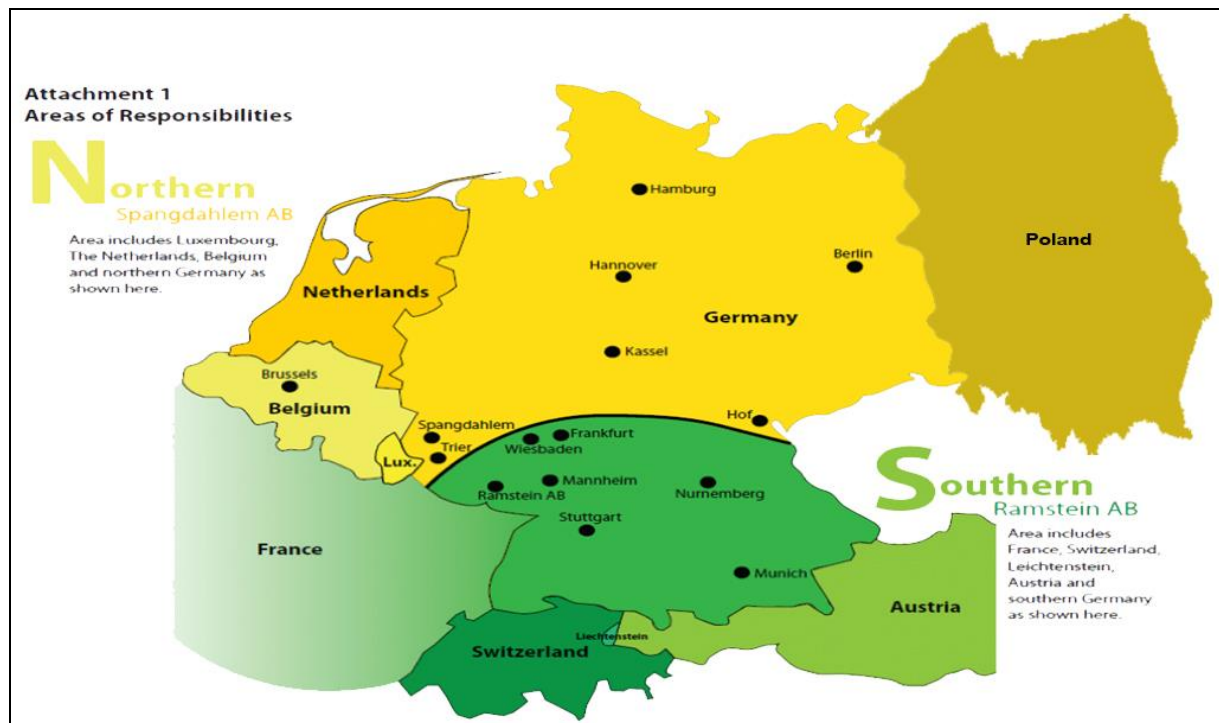 Attachment 1
Areas of Responsibilities
Northern
Spangdahlem AB
Area includes Luxembourg,
The Netherlands, Belgium
and northern Germany as
shown here.
Hamburg
Berlin
Hannover
Poland
Netherlands
Germany
Kassel
Brussels
Belgium
Hof
Spangdahlem
Frankfurt
Trier
Wiesbaden
Lux.
Mannheim
Ramstein AB
Nurnemberg
Southern
Ramstein AB
Area includes
France, Switzerland,
Leichtenstein,
Austria and
southern Germany
as shown here.
Stuttgart
France
Munich
Austria
Liechtenstein
Switzerland